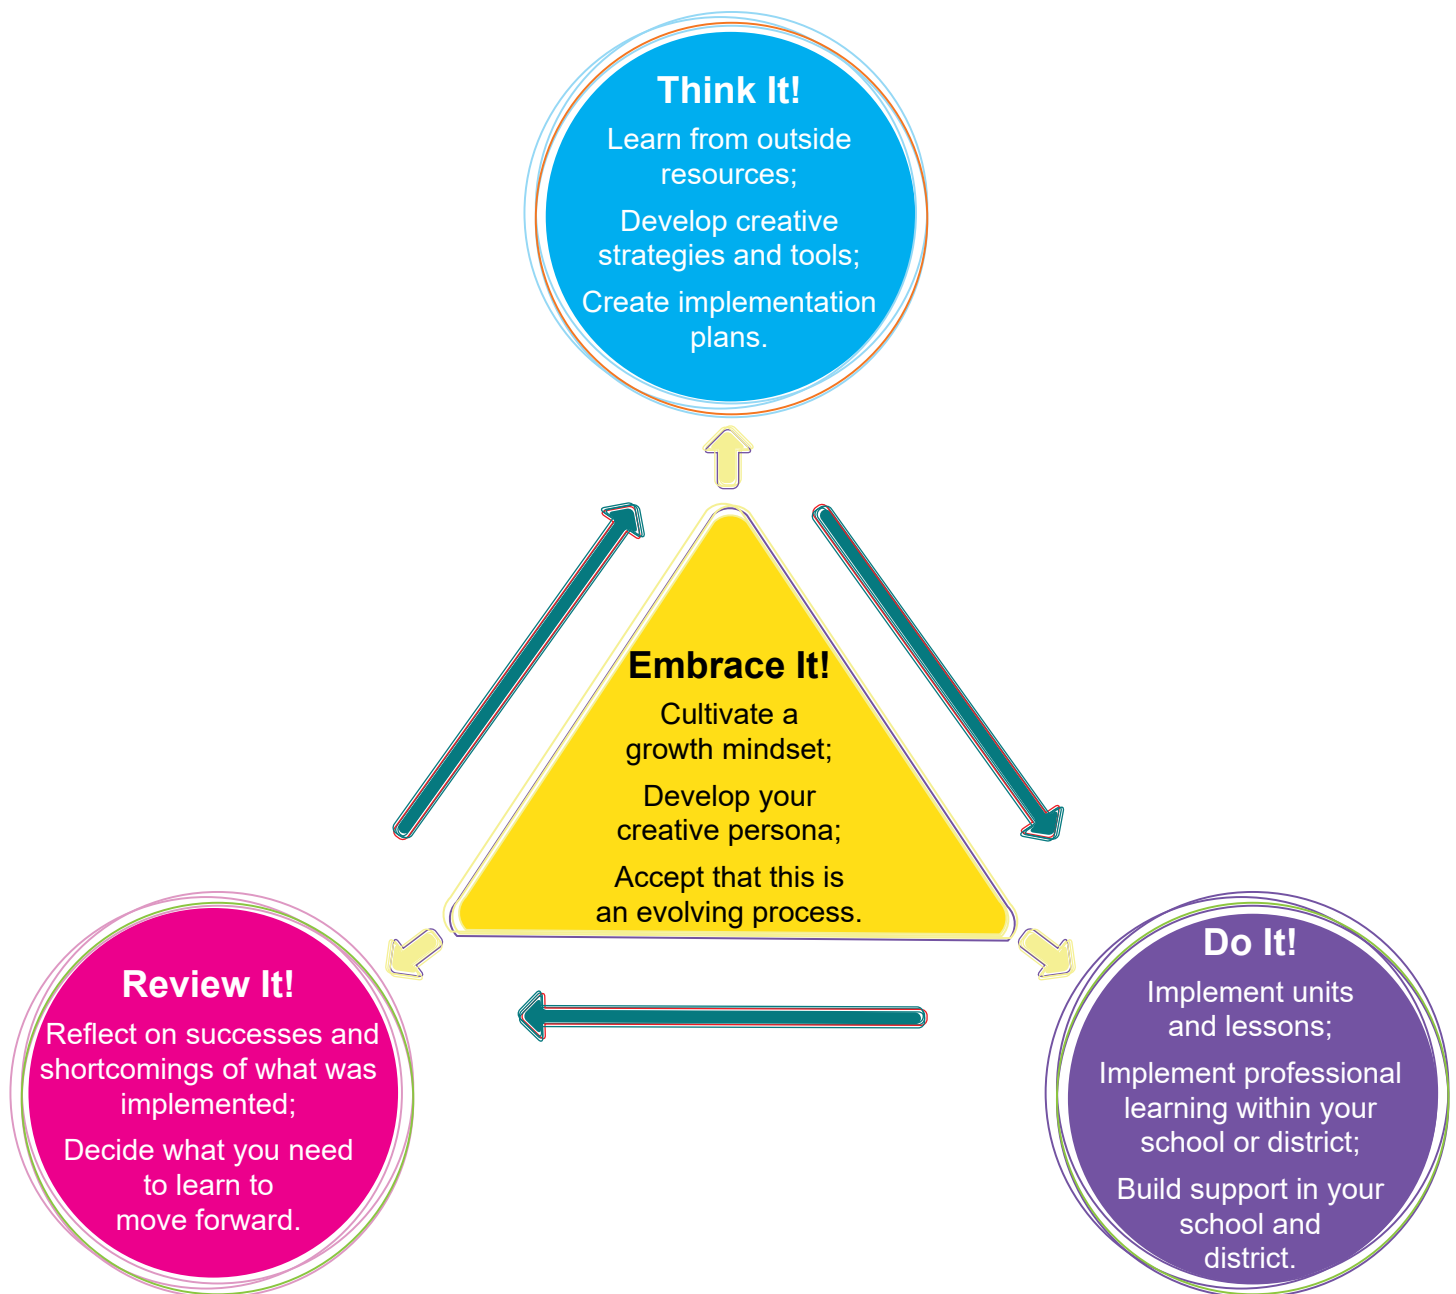 Think It!
Learn from outside
resources;
Develop creative
strategies and tools;
Create implementation
plans.
Embrace It!
Cultivate a
growth mindset;
Develop your
creative persona;
Accept that this is
an evolving process.
Review It!
Reflect on successes and
shortcomings of what was
implemented;
Decide what you need
to learn to
move forward.
Do It!
Implement units
and lessons;
Implement professional
learning within your
school or district;
Build support in your
school and
district.